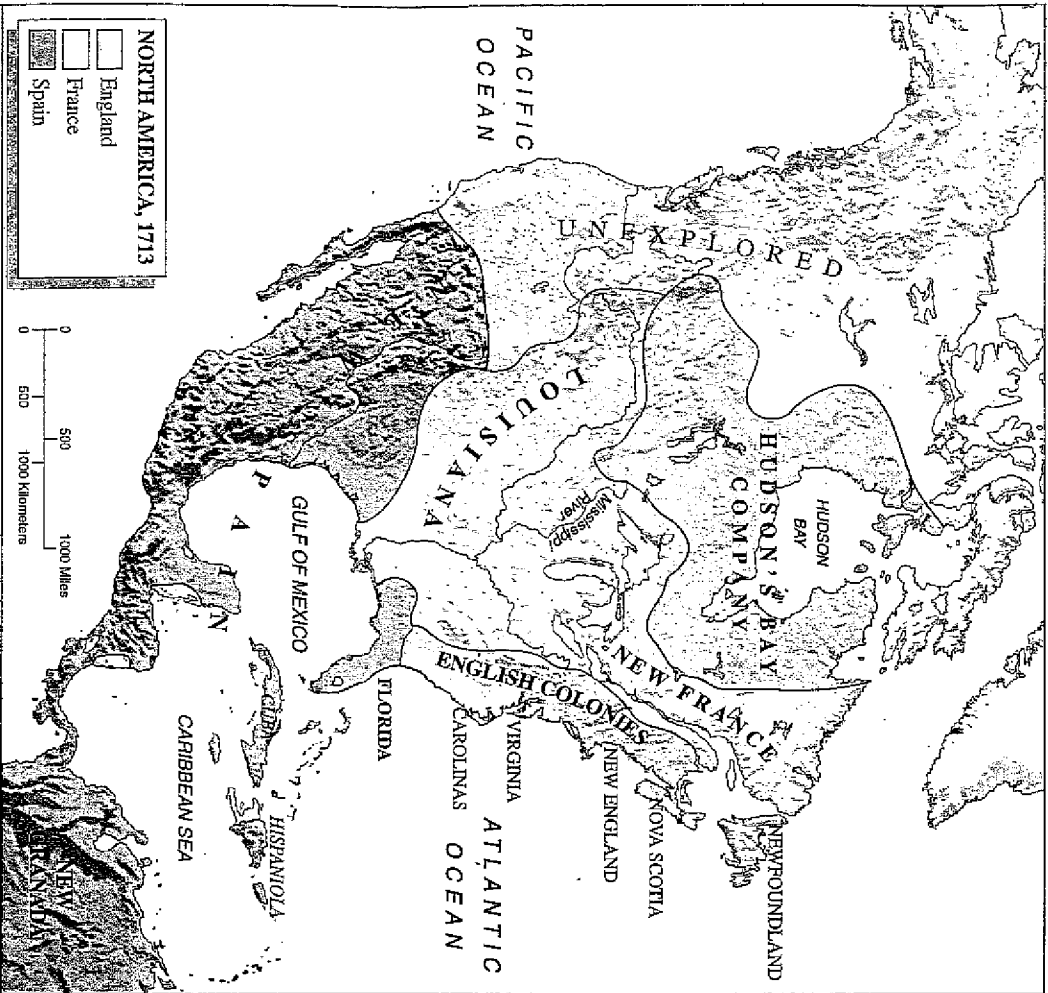 NORTH AMERICA, 1713
England
France
Spain
0 500 1000 Miles
0 500 1000 Kilometers
PACIFIC
OCEAN
UNEXPLORED
HUDSON
BAY
HUDSON'S BAY
COMPANY
LOUISIANA
Mississippi
River
NEW FRANCE
ENGLISH COLONIES
NEWFOUNDLAND
NOVA SCOTIA
NEW ENGLAND
VIRGINIA
CAROLINAS
FLORIDA
ATLANTIC
OCEAN
GULF OF MEXICO
SPAIN
CUBA
HISPANIOLA
CARIBBEAN SEA
NEW
GRANADA